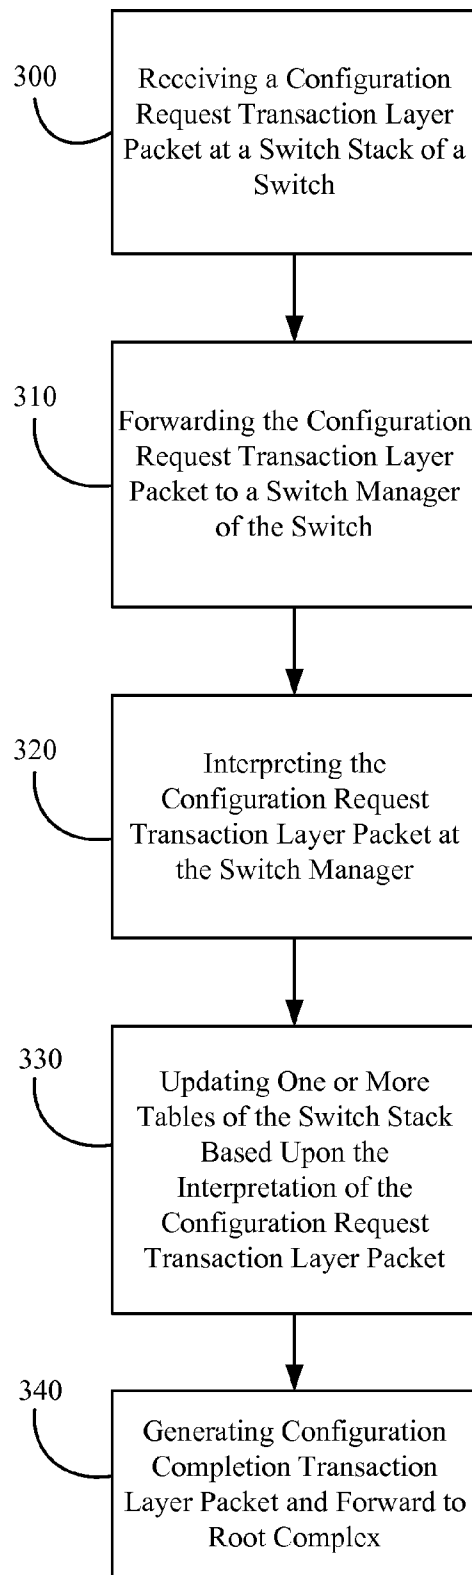 300
Receiving a Configuration
Request Transaction Layer
Packet at a Switch Stack of a
Switch
310
Forwarding the Configuration
Request Transaction Layer
Packet to a Switch Manager
of the Switch
320
Interpreting the
Configuration Request
Transaction Layer Packet at
the Switch Manager
330
Updating One or More
Tables of the Switch Stack
Based Upon the
Interpretation of the
Configuration Request
Transaction Layer Packet
340
Generating Configuration
Completion Transaction
Layer Packet and Forward to
Root Complex